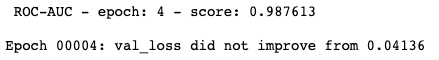 ROC-AUC - epoch: 4 - score: 0.987613
Epoch 00004: val_loss did not improve from 0.04136